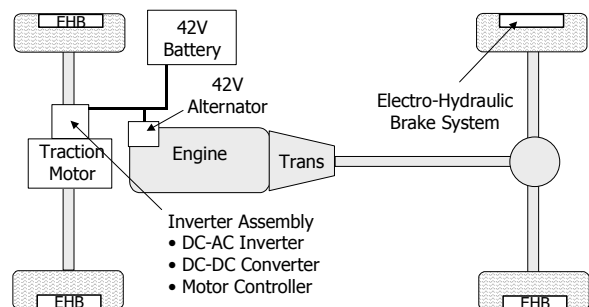 EHB
42V
Battery
42V
Alternator
Electro-Hydraulic
Brake System
Engine
Trans
Traction
Motor
Inverter Assembly
• DC-AC Inverter
• DC-DC Converter
• Motor Controller
EHB
EHB